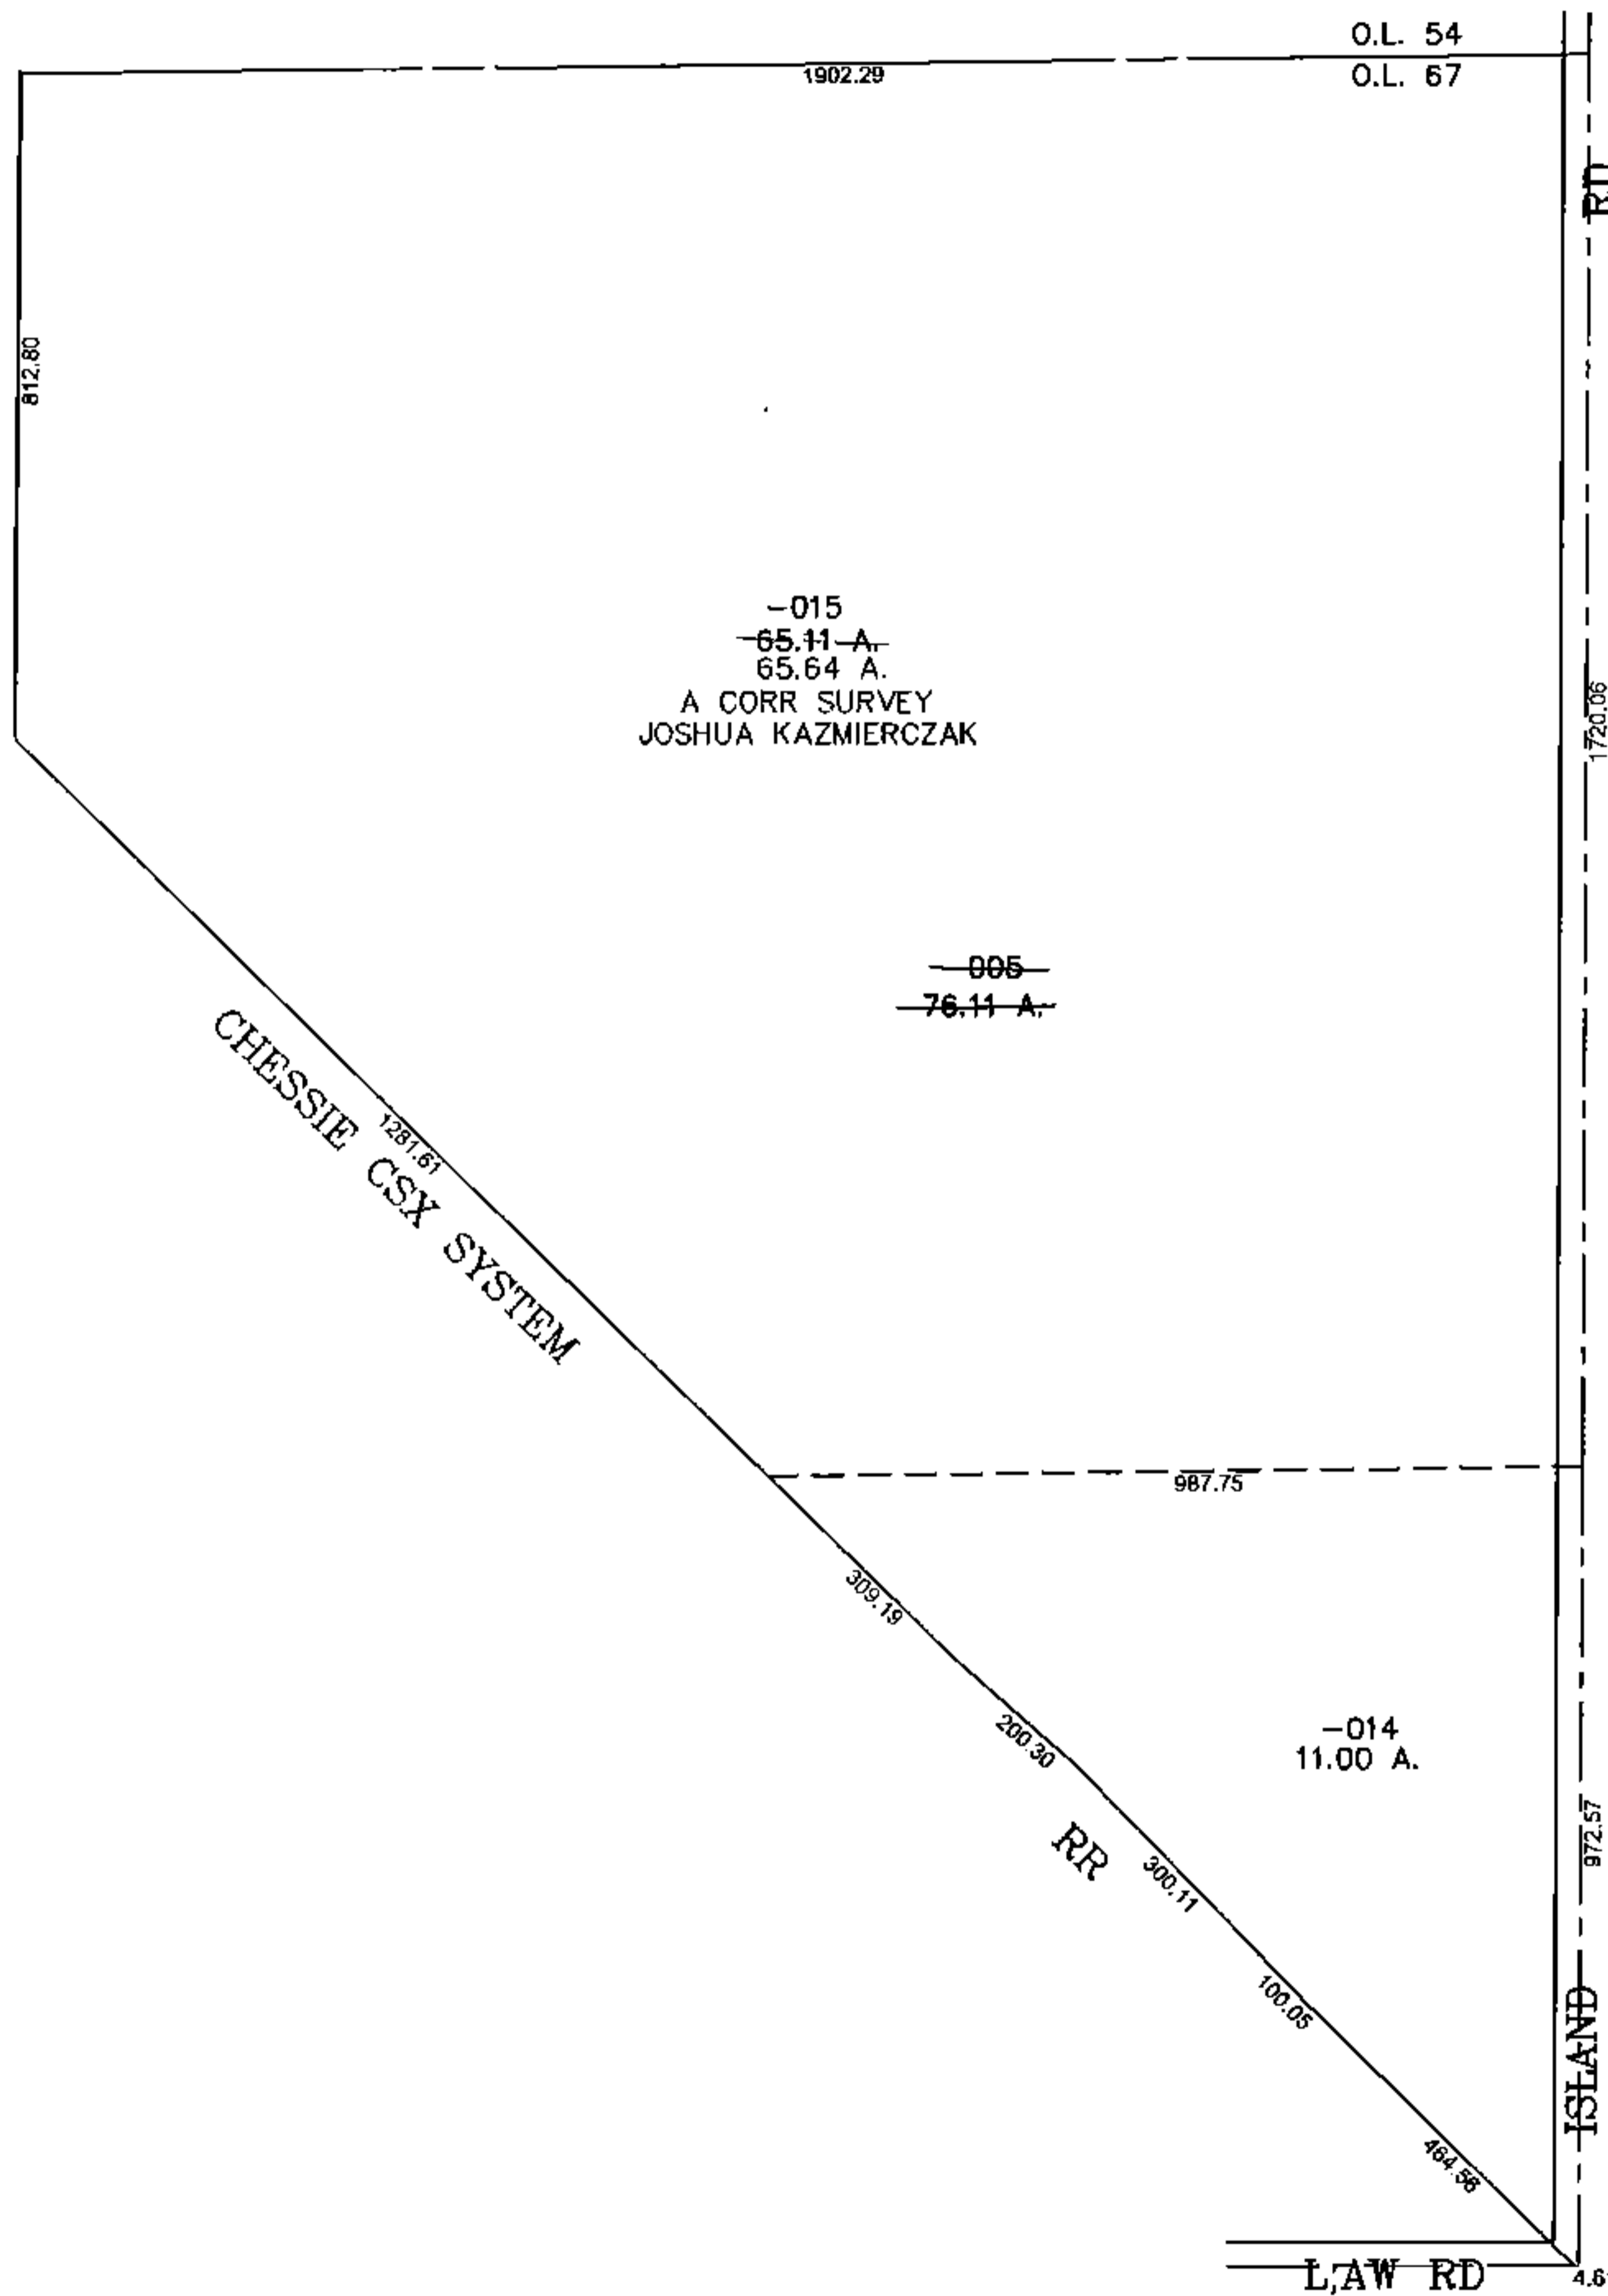 O.L. 54
1902.29
O.L. 67
RD
812.80
-015
65.11 A.
65.64 A.
A CORR SURVEY
JOSHUA KAZMIERCZAK
1720.06
005
76.11 A.
CHESSIE CSX SYSTEM
1281.61
987.75
309.19
200.30
-014
11.00 A.
RR
300.11
972.57
100.05
ISLAND
464.56
LAW RD
4.6